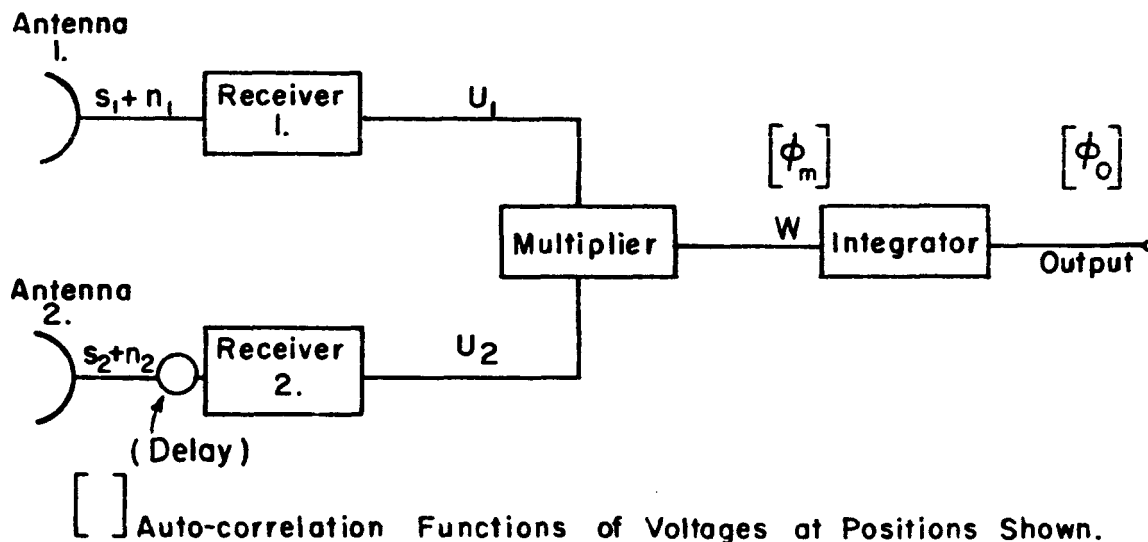 Antenna
1.
s₁ + n₁
Receiver
1.
U₁
[ϕₘ]
[ϕ₀]
Multiplier
W
Integrator
Output
Antenna
2.
s₂+n₂
Receiver
2.
U₂
(Delay)
[ ] Auto-correlation Functions of Voltages at Positions Shown.